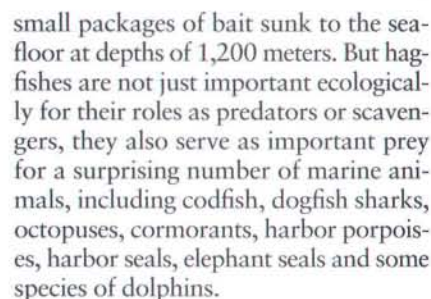 small packages of bait sunk to the sea-
floor at depths of 1,200 meters. But hag-
fishes are not just important ecological-
ly for their roles as predators or scaven-
gers, they also serve as important prey
for a surprising number of marine ani-
mals, including codfish, dogfish sharks,
octopuses, cormorants, harbor porpois-
es, harbor seals, elephant seals and some
species of dolphins.